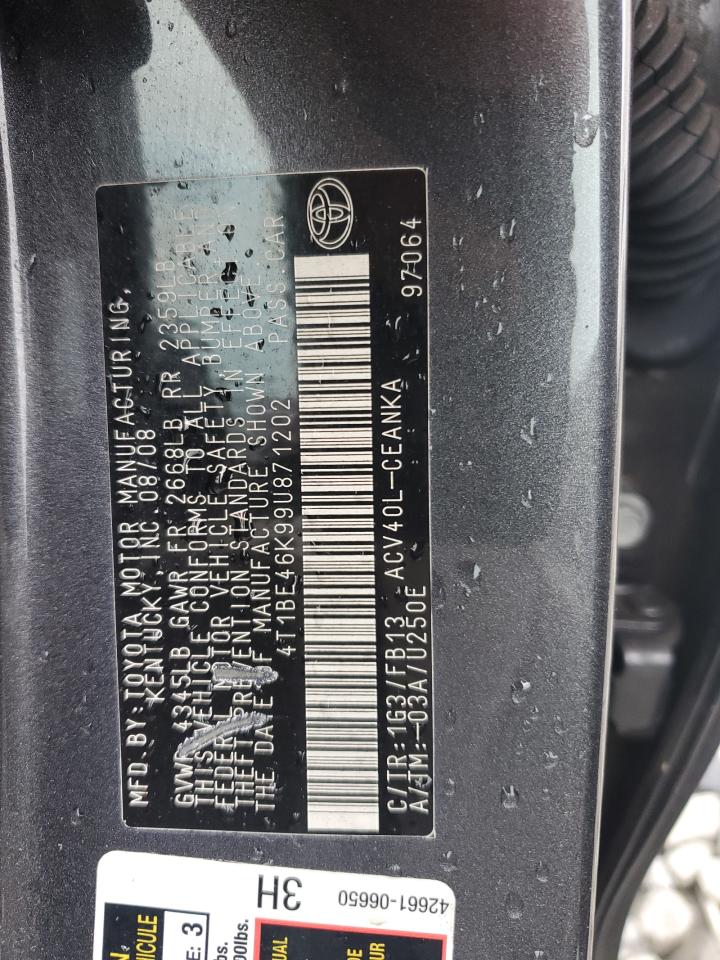 MFD. BY: TOYOTA MOTOR MANUFACTURING,
KENTUCKY, INC 08/08
GVWR 4345LB GAWR FR 2668LB RR 2359LB
THIS VEHICLE CONFORMS TO ALL APPLICABLE
FEDERAL MOTOR VEHICLE SAFETY, BUMPER, AND
THEFT PREVENTION STANDARDS IN EFFECT ON
THE DATE OF MANUFACTURE SHOWN ABOVE.
4T1BE46K99U871202 PASS. CAR
C/TR: 1G3/FB13 ACV40L-CEANKA 97064
A/TM: -03A/U250E
3H
42661-06650
3